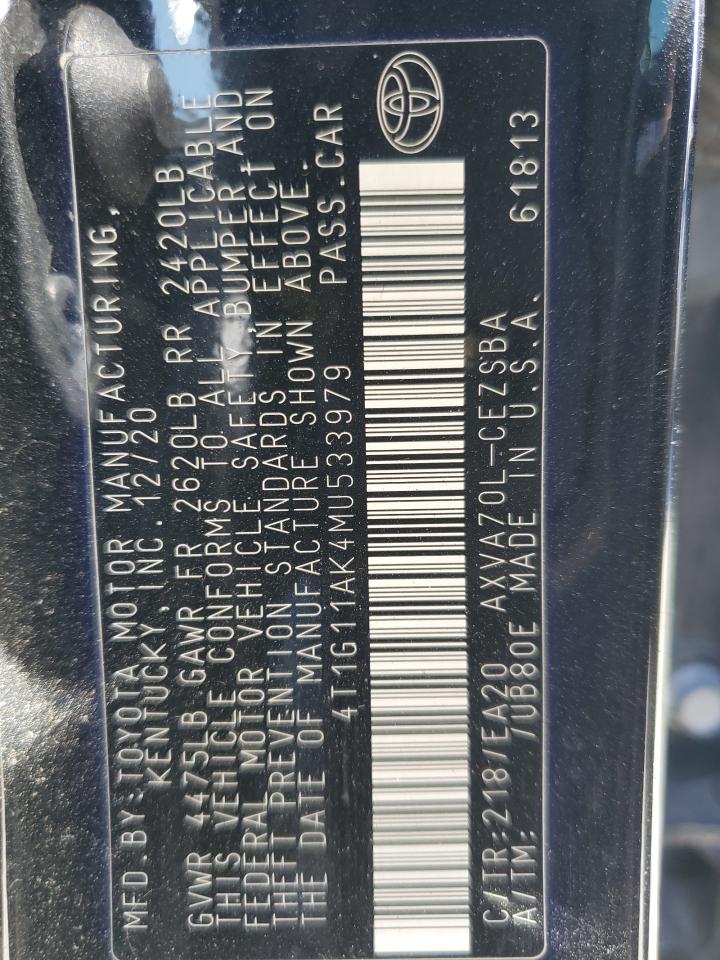 MFD.BY:TOYOTA MOTOR MANUFACTURING,
KENTUCKY, INC. 12/20
GVWR 4475LB GAWR FR 2620LB RR 2420LB
THIS VEHICLE CONFORMS TO ALL APPLICABLE
FEDERAL MOTOR VEHICLE SAFETY, BUMPER, AND
THEFT PREVENTION STANDARDS IN EFFECT ON
THE DATE OF MANUFACTURE SHOWN ABOVE.
4T1G11AK4MU533979 PASS.CAR
C/TR:218/EA20 AXVA70L-CEZSBA 61813
A/TM: /UB80E MADE IN U.S.A.